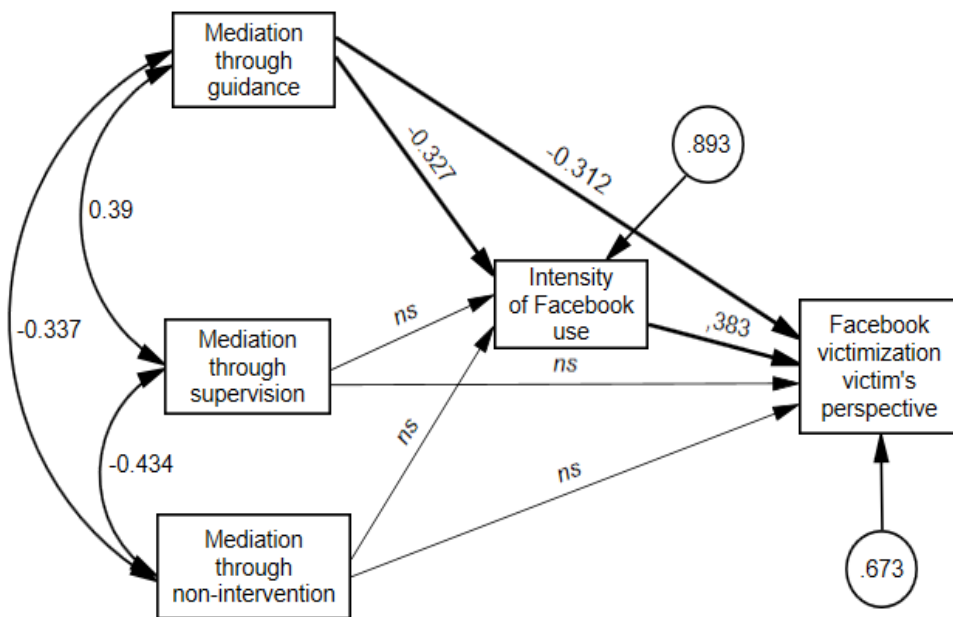 Mediation
through
guidance
.893
-0.327
-0.312
0.39
Intensity
of Facebook
use
-0.337
ns
,383
Facebook
victimization
victim's
perspective
Mediation
through
supervision
ns
ns
-0.434
ns
Mediation
through
non-intervention
.673